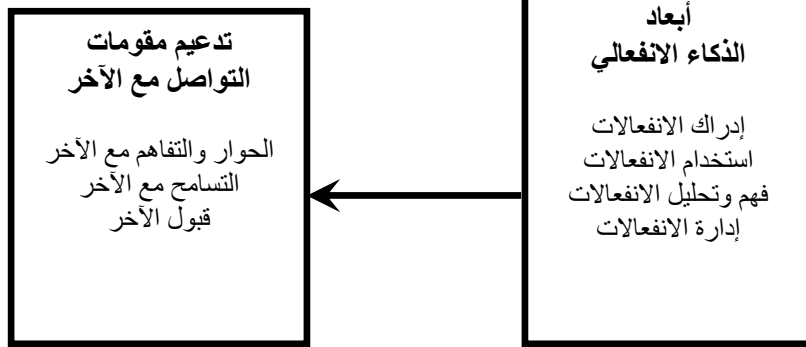 أبعاد
الذكاء الانفعالي
إدراك الانفعالات
استخدام الانفعالات
فهم وتحليل الانفعالات
إدارة الانفعالات
تدعيم مقومات
التواصل مع الآخر
الحوار والتفاهم مع الآخر
التسامح مع الآخر
قبول الآخر